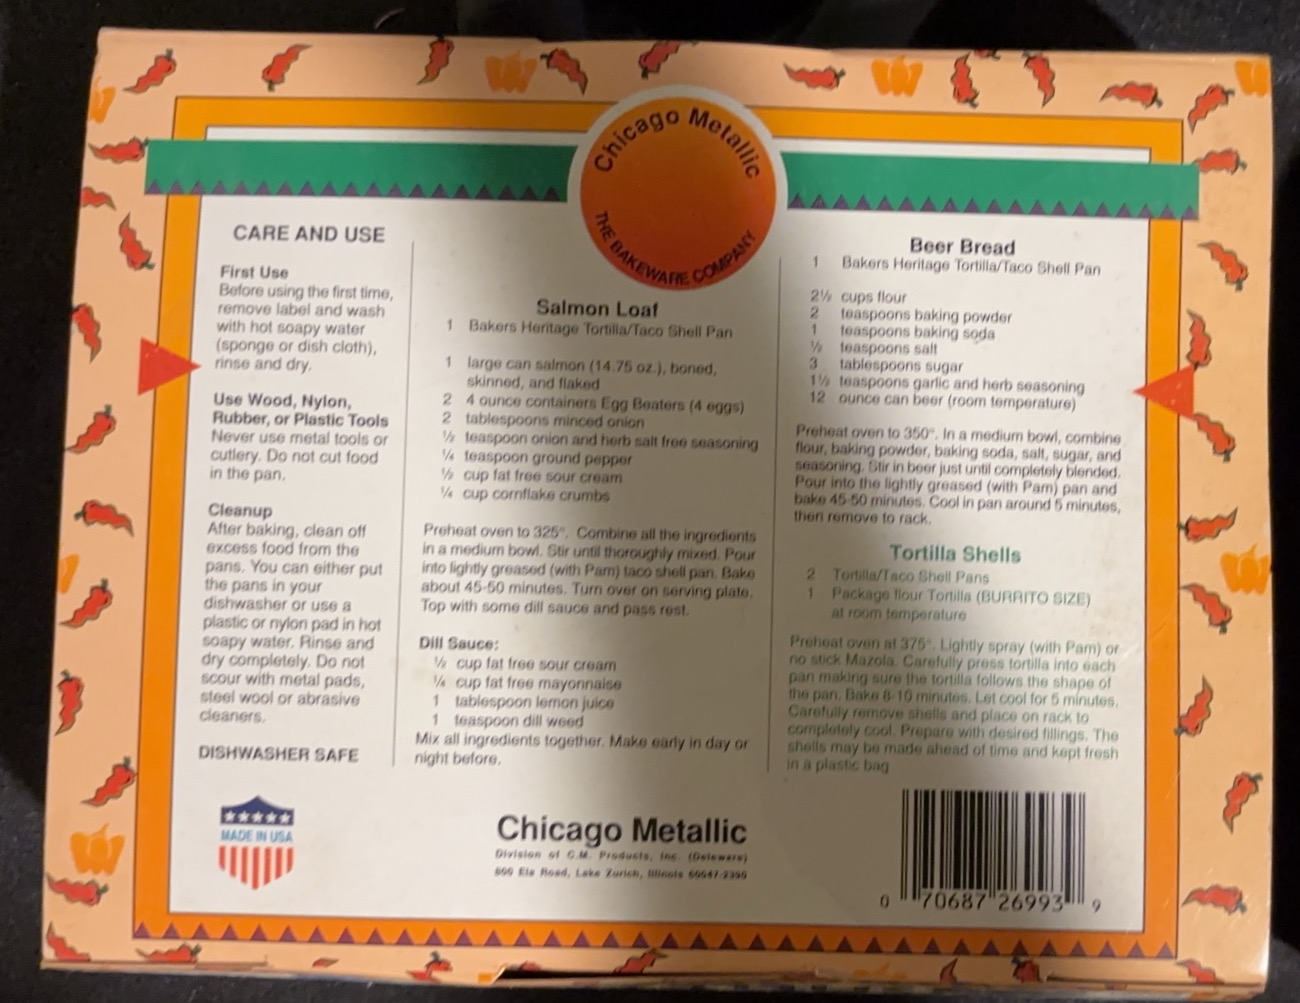 Chicago Metallic
THE BAKEWARE COMPANY
CARE AND USE
First Use
Before using the first time,
remove label and wash
with hot soapy water
(sponge or dish cloth),
rinse and dry.
Use Wood, Nylon,
Rubber, or Plastic Tools
Never use metal tools or
cutlery. Do not cut food
in the pan.
Cleanup
After baking, clean off
excess food from the
pans. You can either put
the pans in your
dishwasher or use a
plastic or nylon pad in hot
soapy water. Rinse and
dry completely. Do not
scour with metal pads,
steel wool or abrasive
cleaners.
DISHWASHER SAFE
MADE IN USA
Salmon Loaf
1 Bakers Heritage Tortilla/Taco Shell Pan
1 large can salmon (14.75 oz.), boned,
skinned, and flaked
2 4 ounce containers Egg Beaters (4 eggs)
2 tablespoons minced onion
½ teaspoon onion and herb salt free seasoning
¼ teaspoon ground pepper
½ cup fat free sour cream
¼ cup cornflake crumbs
Preheat oven to 325°. Combine all the ingredients
in a medium bowl. Stir until thoroughly mixed. Pour
into lightly greased (with Pam) taco shell pan. Bake
about 45-50 minutes. Turn over on serving plate.
Top with some dill sauce and pass rest.
Dill Sauce:
½ cup fat free sour cream
¼ cup fat free mayonnaise
1 tablespoon lemon juice
1 teaspoon dill weed
Mix all ingredients together. Make early in day or
night before.
Chicago Metallic
Division of C.M. Products, Inc. (Delaware)
800 Ela Road, Lake Zurich, Illinois 60047-2390
Beer Bread
1 Bakers Heritage Tortilla/Taco Shell Pan
2½ cups flour
2 teaspoons baking powder
1 teaspoons baking soda
½ teaspoons salt
3 tablespoons sugar
1½ teaspoons garlic and herb seasoning
12 ounce can beer (room temperature)
Preheat oven to 350°. In a medium bowl, combine
flour, baking powder, baking soda, salt, sugar, and
seasoning. Stir in beer just until completely blended.
Pour into the lightly greased (with Pam) pan and
bake 45-50 minutes. Cool in pan around 5 minutes,
then remove to rack.
Tortilla Shells
2 Tortilla/Taco Shell Pans
1 Package flour Tortilla (BURRITO SIZE)
at room temperature
Preheat oven at 375°. Lightly spray (with Pam) or
no stick Mazola. Carefully press tortilla into each
pan making sure the tortilla follows the shape of
the pan. Bake 8-10 minutes. Let cool for 5 minutes.
Carefully remove shells and place on rack to
completely cool. Prepare with desired fillings. The
shells may be made ahead of time and kept fresh
in a plastic bag
0 70687 26993 9